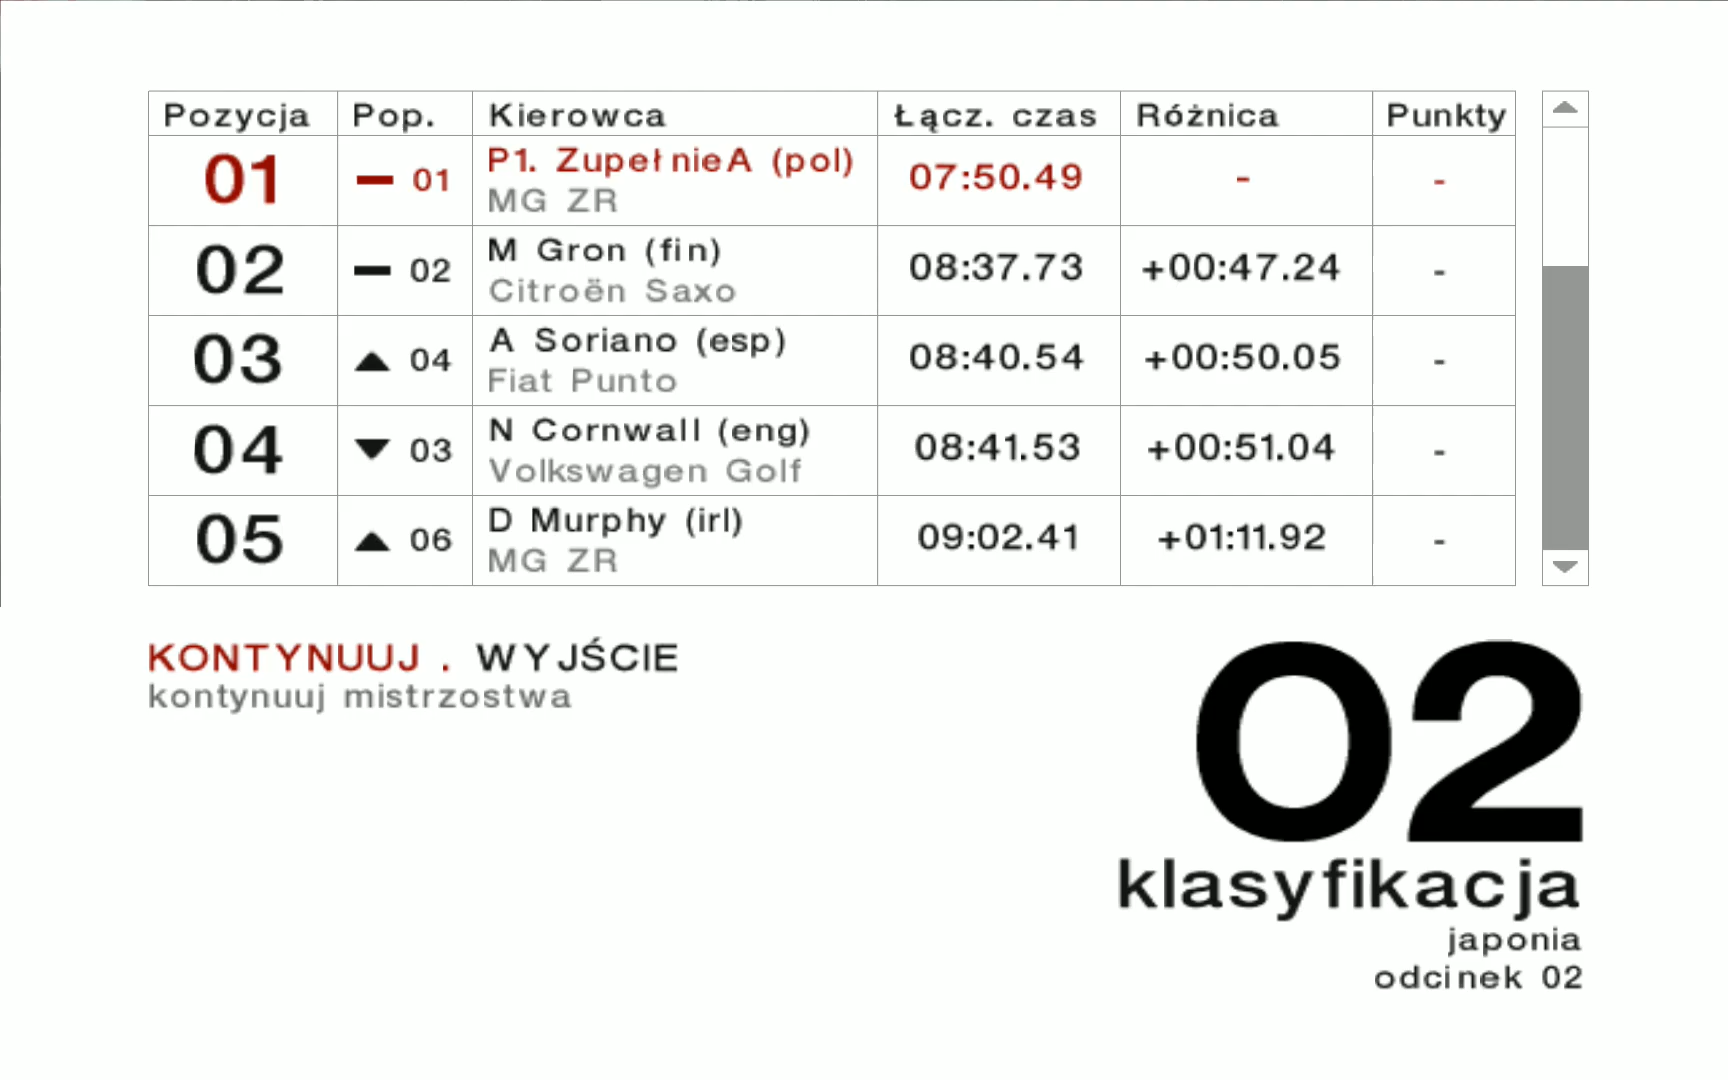 Pozycja Pop. Kierowca Łącz. czas Różnica Punkty
01 01 P1. ZupełnieA (pol) 07:50.49 - -
MG ZR
02 02 M Gron (fin) 08:37.73 +00:47.24 -
Citroën Saxo
03 04 A Soriano (esp) 08:40.54 +00:50.05 -
Fiat Punto
04 03 N Cornwall (eng) 08:41.53 +00:51.04 -
Volkswagen Golf
05 06 D Murphy (irl) 09:02.41 +01:11.92 -
MG ZR
KONTYNUUJ . WYJŚCIE
kontynuuj mistrzostwa
02
klasyfikacja
japonia
odcinek 02